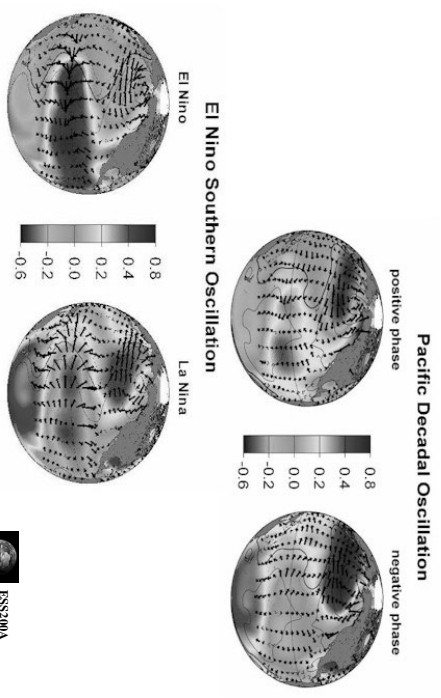 Pacific Decadal Oscillation
positive phase
negative phase
0.8
0.4
0.2
0.0
-0.2
-0.6
El Nino Southern Oscillation
El Nino
La Nina
0.8
0.4
0.2
0.0
-0.2
-0.6
ESS200A